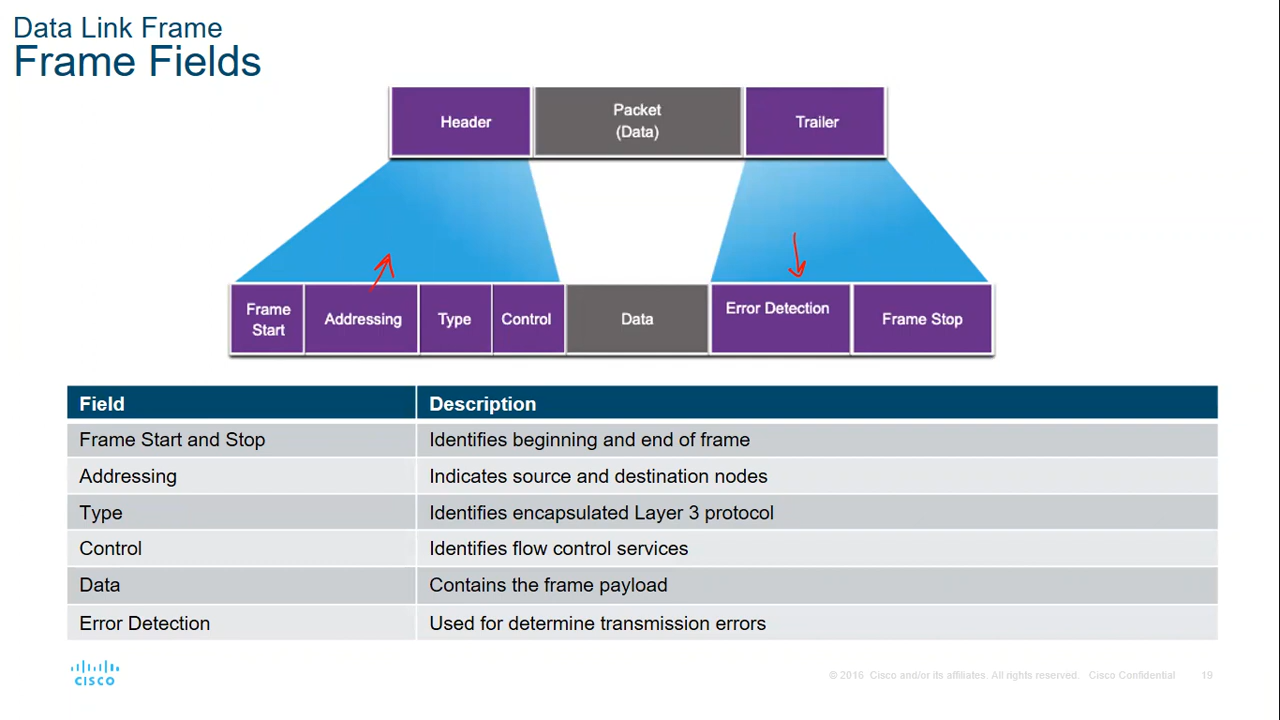 Data Link Frame
Frame Fields
Header
Packet
(Data)
Trailer
Frame
Start
Addressing
Type
Control
Data
Error Detection
Frame Stop
Field Description
Frame Start and Stop Identifies beginning and end of frame
Addressing Indicates source and destination nodes
Type Identifies encapsulated Layer 3 protocol
Control Identifies flow control services
Data Contains the frame payload
Error Detection Used for determine transmission errors
CISCO
© 2016 Cisco and/or its affiliates. All rights reserved. Cisco Confidential 19